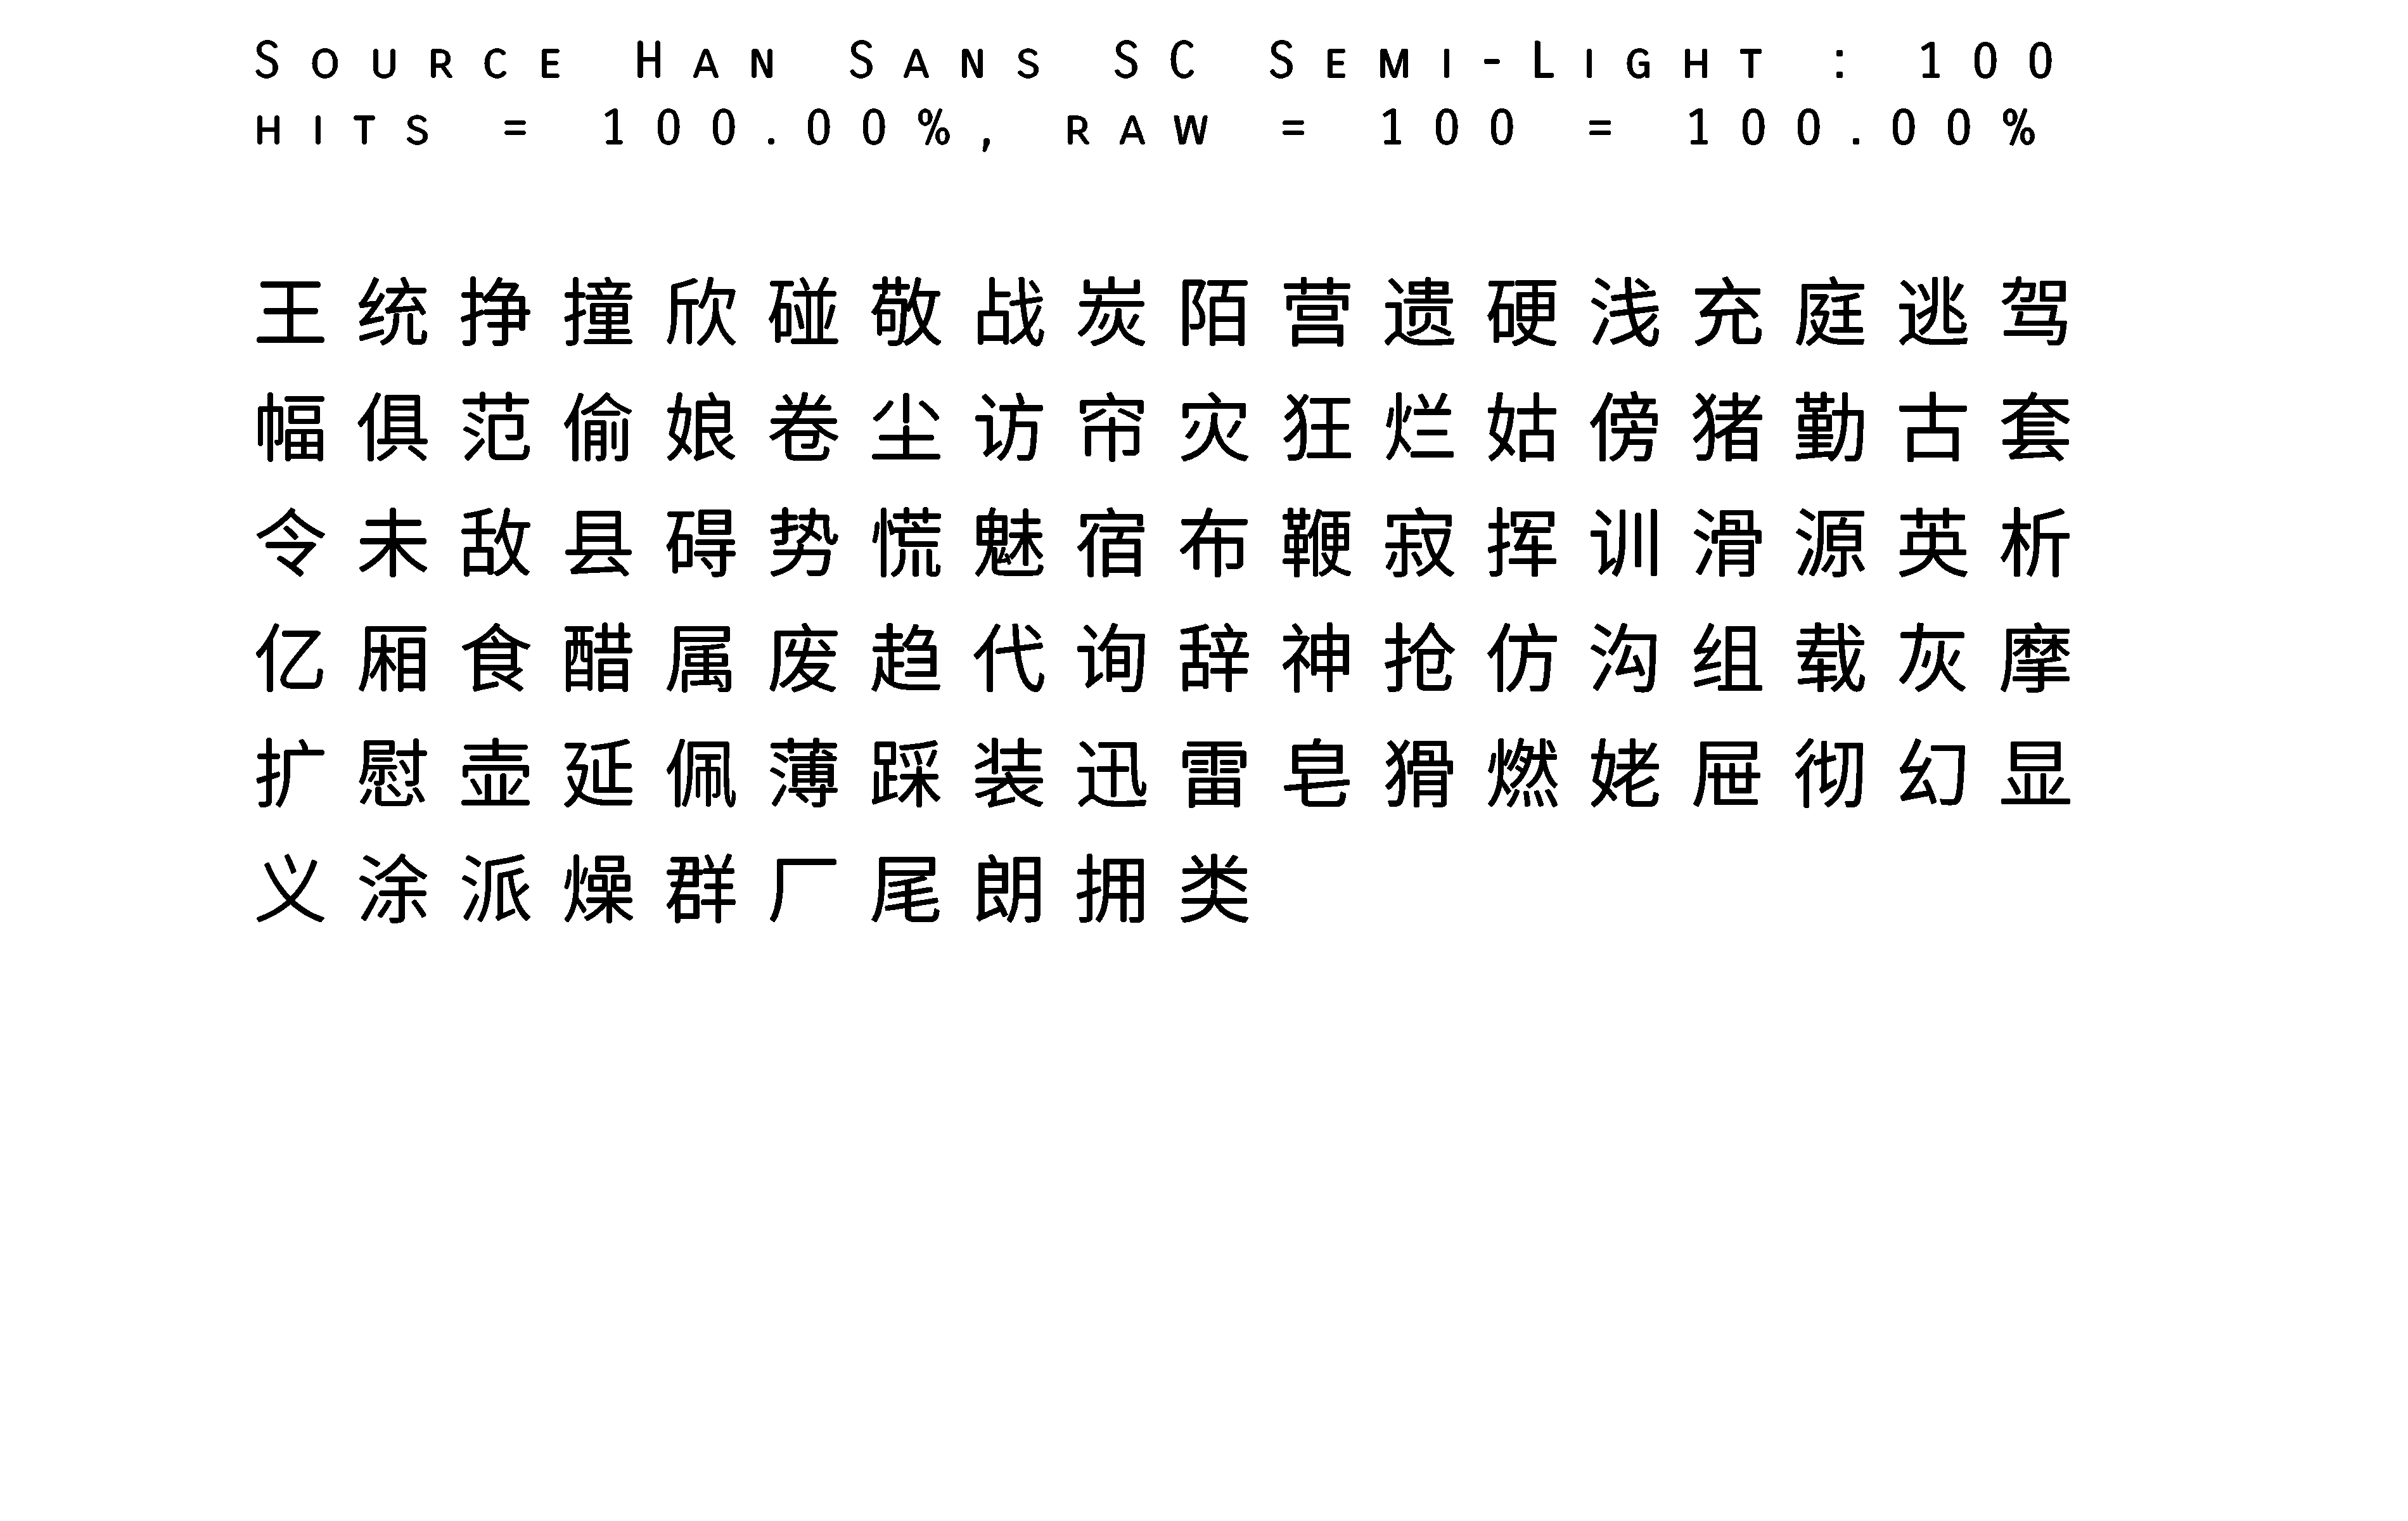 Source Han Sans SC Semi-Light : 100
hits = 100.00%, raw = 100 = 100.00%
王统挣撞欣碰敬战炭陌营遗硬浅充庭逃驾
幅俱范偷娘卷尘访帘灾狂烂姑傍猪勤古套
令未敌县碍势慌魅宿布鞭寂挥训滑源英析
亿厢食醋属废趋代询辞神抢仿沟组载灰摩
扩慰壶延佩薄踩装迅雷皂猾燃姥屉彻幻显
义涂派燥群厂尾朗拥类